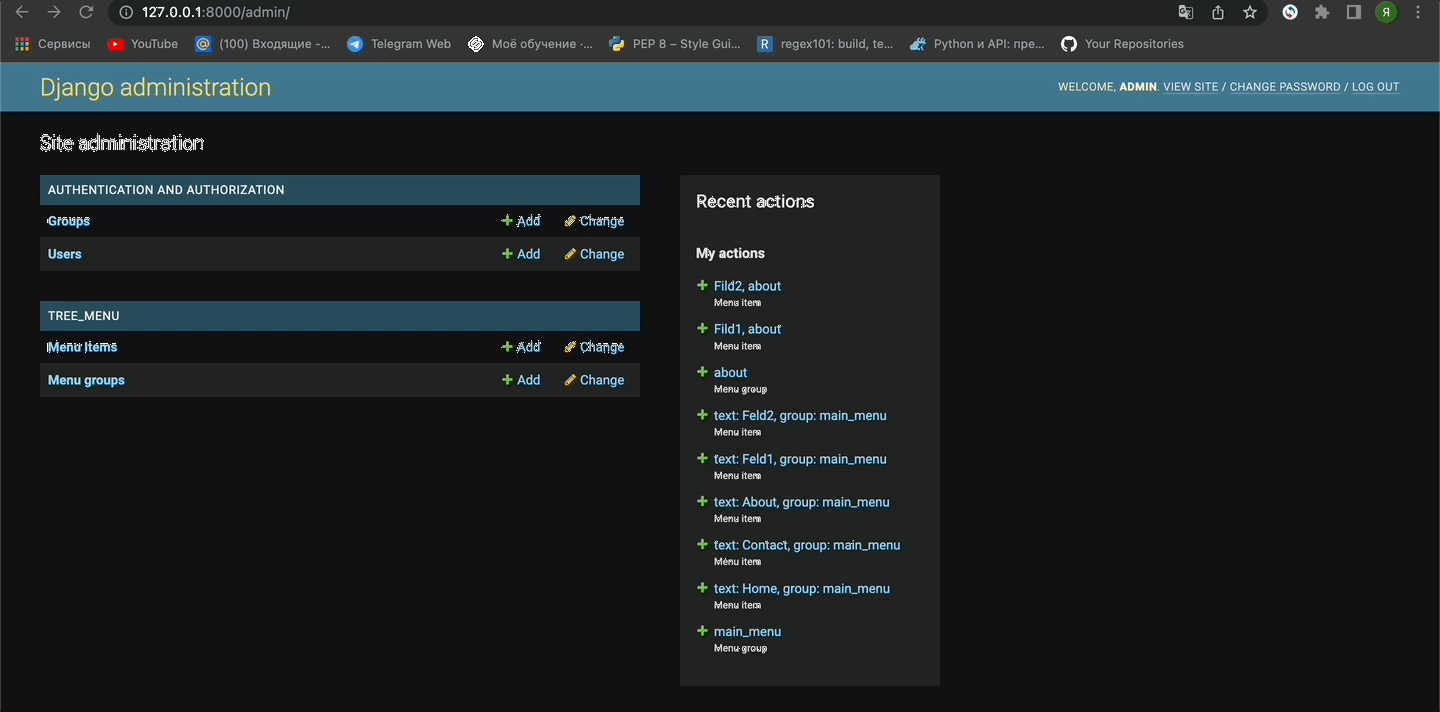 127.0.0.1:8000/admin/
Я
Сервисы YouTube (100) Входящие -... Telegram Web Моё обучение -... PEP 8 – Style Gui... R regex101: build, te... Python и API: пре... Your Repositories
Django administration
WELCOME, ADMIN. VIEW SITE / CHANGE PASSWORD / LOG OUT
Site administration
AUTHENTICATION AND AUTHORIZATION
Groups Add Change
Users Add Change
TREE_MENU
Menu Items Add Change
Menu groups Add Change
Recent actions
My actions
Fild2, about
Menu item
Fild1, about
Menu item
about
Menu group
text: Feld2, group: main_menu
Menu item
text: Feld1, group: main_menu
Menu item
text: About, group: main_menu
Menu item
text: Contact, group: main_menu
Menu item
text: Home, group: main_menu
Menu item
main_menu
Menu group